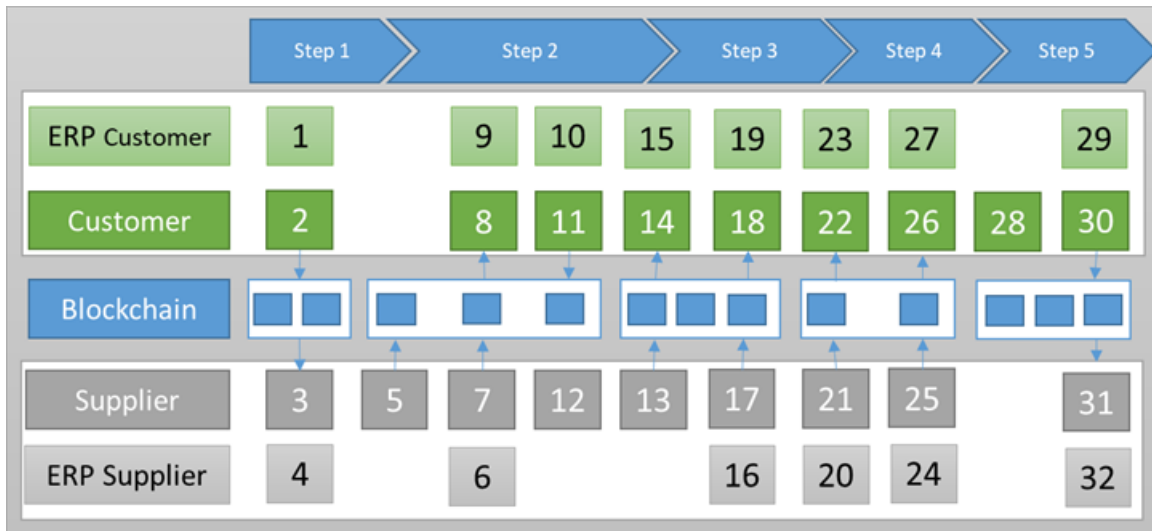 Step 1 Step 2 Step 3 Step 4 Step 5
ERP Customer 1 9 10 15 19 23 27 29
Customer 2 8 11 14 18 22 26 28 30
Blockchain
Supplier 3 5 7 12 13 17 21 25 31
ERP Supplier 4 6 16 20 24 32